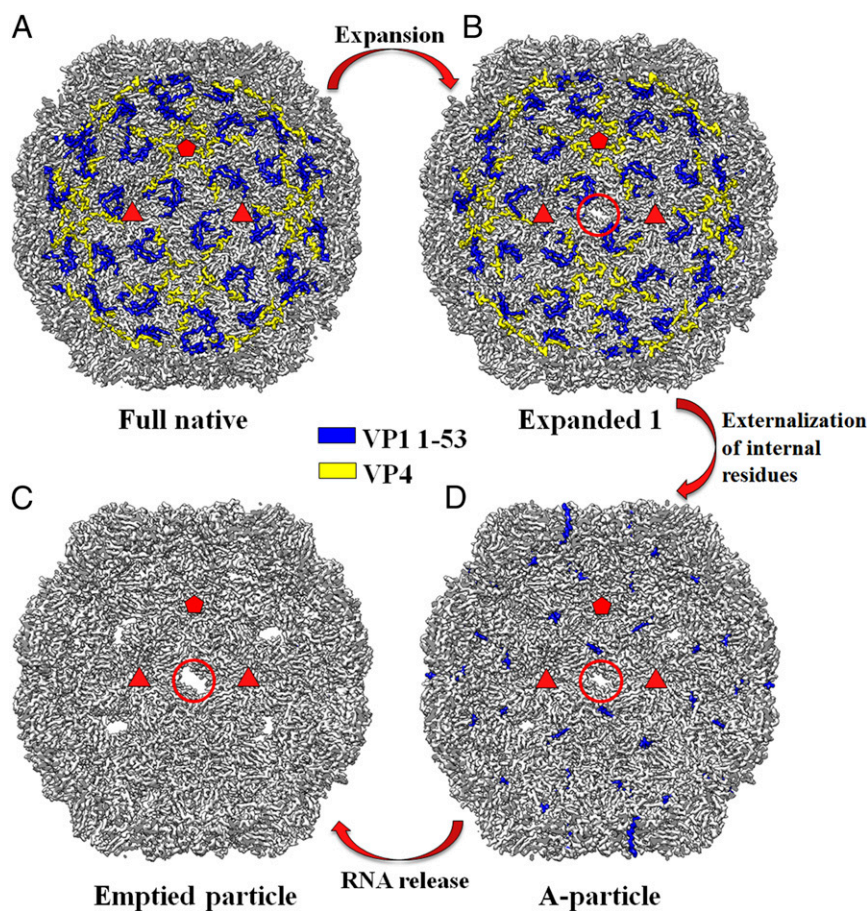 A
Expansion
B
Full native
Expanded 1
VP1 1-53
VP4
Externalization
of internal
residues
C
D
Emptied particle
RNA release
A-particle